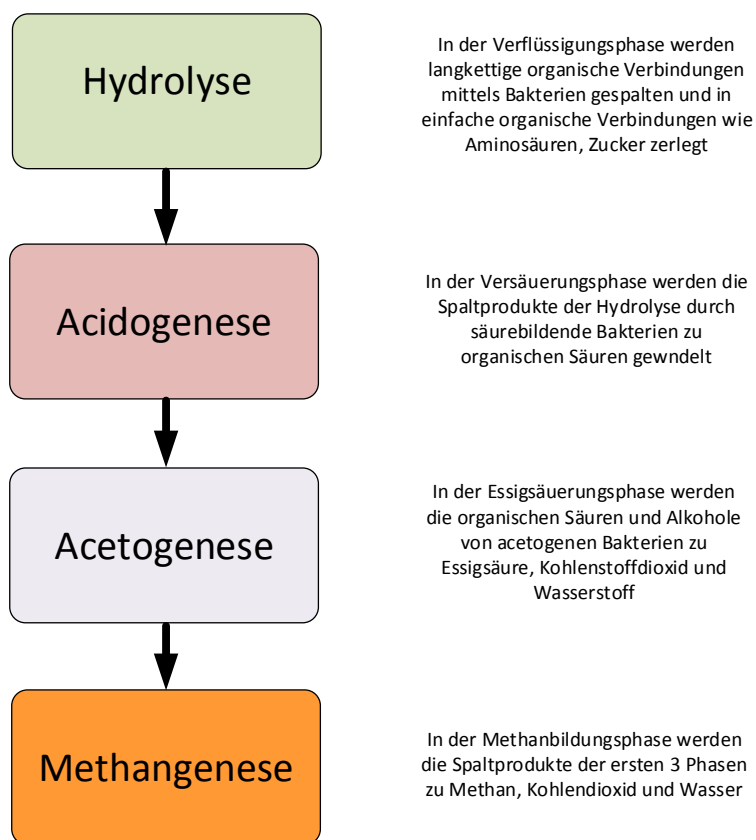 Hydrolyse
In der Verflüssigungsphase werden
langkettige organische Verbindungen
mittels Bakterien gespalten und in
einfache organische Verbindungen wie
Aminosäuren, Zucker zerlegt
Acidogenese
In der Versäuerungsphase werden die
Spaltprodukte der Hydrolyse durch
säurebildende Bakterien zu
organischen Säuren gewndelt
Acetogenese
In der Essigsäuerungsphase werden
die organischen Säuren und Alkohole
von acetogenen Bakterien zu
Essigsäure, Kohlenstoffdioxid und
Wasserstoff
Methangenese
In der Methanbildungsphase werden
die Spaltprodukte der ersten 3 Phasen
zu Methan, Kohlendioxid und Wasser